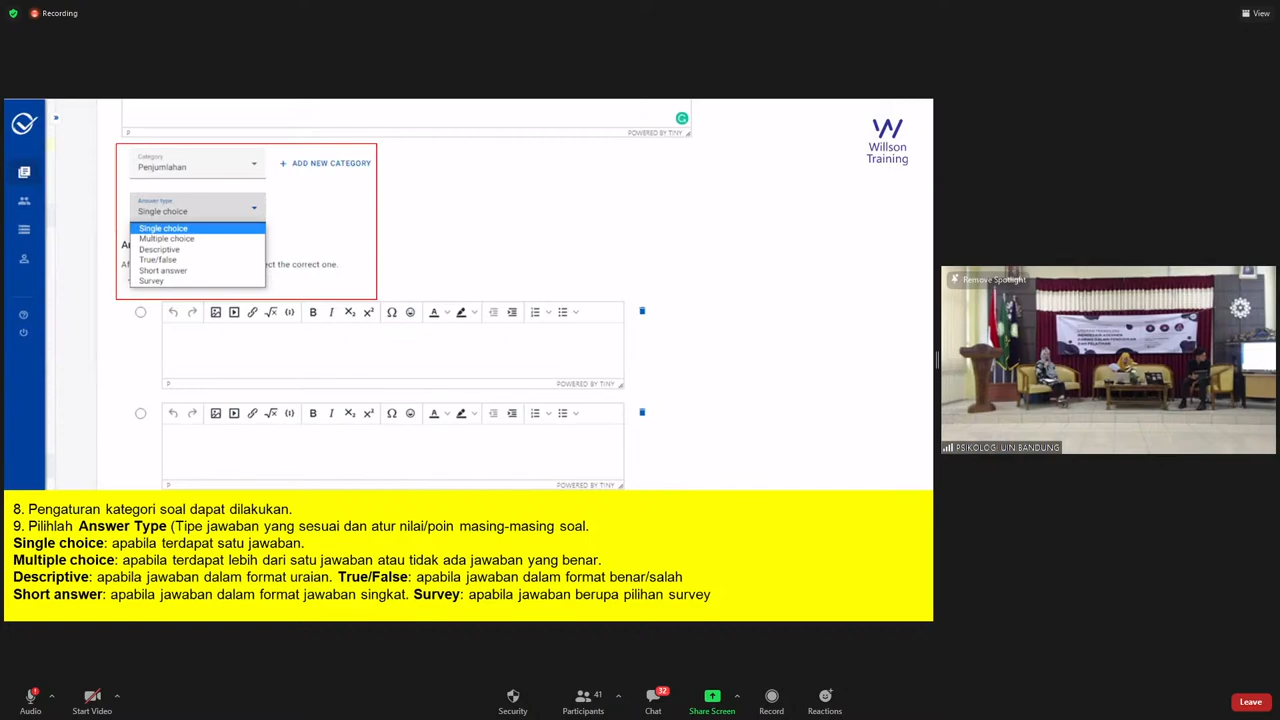 Recording
View
P
POWERED BY TINY
Willson
Training
Category
Penjumlahan
+ ADD NEW CATEGORY
Answer type
Single choice
Single choice
Multiple choice
Descriptive
True/false
Short answer
Survey
ect the correct one.
P
POWERED BY TINY
P
POWERED BY TINY
8. Pengaturan kategori soal dapat dilakukan.
9. Pilihlah Answer Type (Tipe jawaban yang sesuai dan atur nilai/poin masing-masing soal.
Single choice: apabila terdapat satu jawaban.
Multiple choice: apabila terdapat lebih dari satu jawaban atau tidak ada jawaban yang benar.
Descriptive: apabila jawaban dalam format uraian. True/False: apabila jawaban dalam format benar/salah
Short answer: apabila jawaban dalam format jawaban singkat. Survey: apabila jawaban berupa pilihan survey
Remove Spotlight
PSIKOLOGI UIN BANDUNG
Audio
Start Video
Security
41
Participants
32
Chat
Share Screen
Record
Reactions
Leave